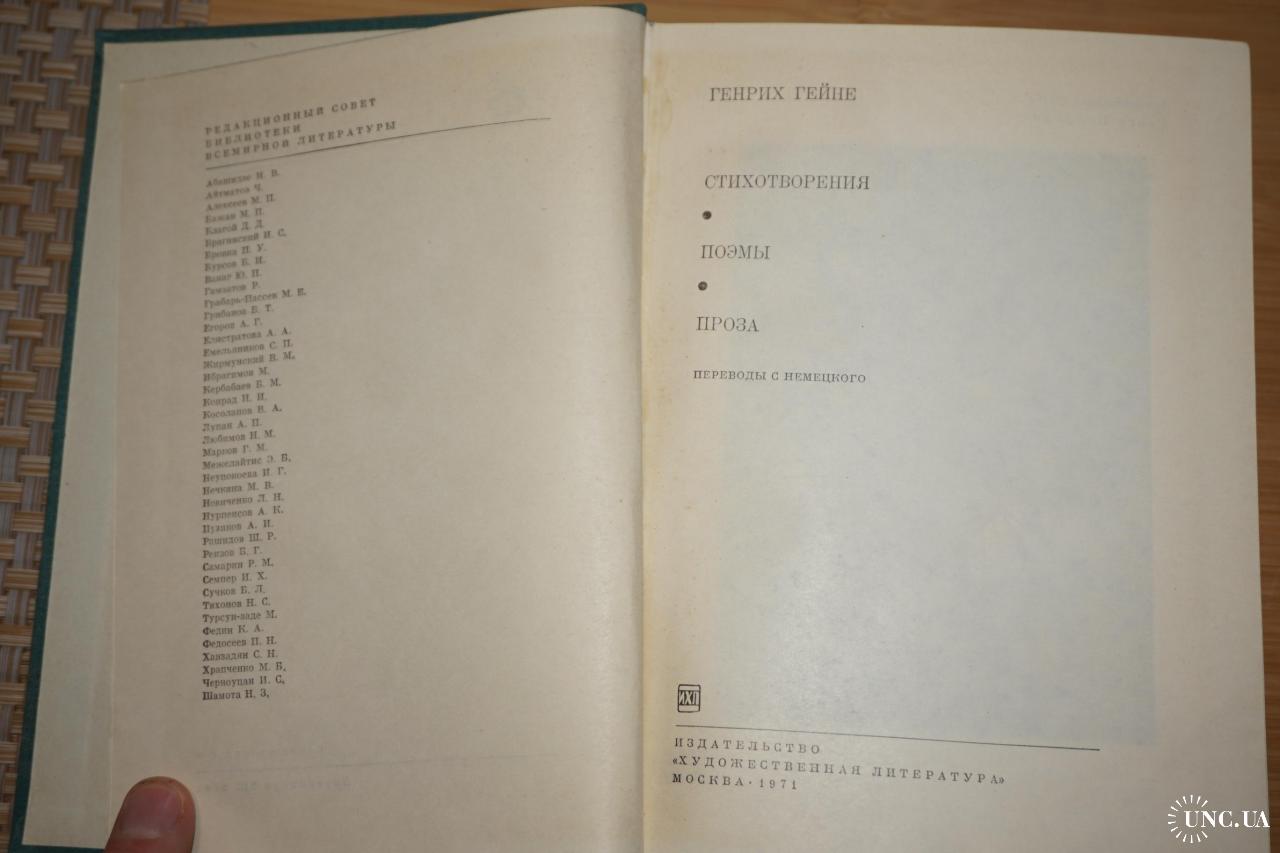 РЕДАКЦИОННЫЙ СОВЕТ
БИБЛИОТЕКИ
ВСЕМИРНОЙ ЛИТЕРАТУРЫ
Абашидзе И. В.
Айтматов Ч.
Алексеев М. П.
Бажан М. П.
Благой Д. Д.
Брагинский И. С.
Бровка П. У.
Бурсов Б. И.
Ванаг Ю. П.
Гамзатов Р.
Грабарь-Пассек М. Е.
Грибанов Б. Т.
Егоров А. Г.
Елистратова А. А.
Емельяников С. П.
Жирмунский В. М.
Ибрагимов М.
Кербабаев Б. М.
Конрад Н. И.
Косолапов В. А.
Лупан А. П.
Любимов Н. М.
Марков Г. М.
Межелайтис Э. Б.
Неупокоева И. Г.
Нечкина М. В.
Новиченко Л. Н.
Нурпеисов А. К.
Пузиков А. И.
Рашидов Ш. Р.
Реизов Б. Г.
Самарин Р. М.
Семпер И. Х.
Сучков Б. Л.
Тихонов Н. С.
Турсун-заде М.
Федин К. А.
Федосеев П. Н.
Ханзадян С. Н.
Храпченко М. Б.
Черноуцан И. С.
Шамота Н. З.
ГЕНРИХ ГЕЙНЕ
СТИХОТВОРЕНИЯ
•
ПОЭМЫ
•
ПРОЗА
ПЕРЕВОДЫ С НЕМЕЦКОГО
ИХЛ
ИЗДАТЕЛЬСТВО
«ХУДОЖЕСТВЕННАЯ ЛИТЕРАТУРА»
МОСКВА · 1971
UNC.UA